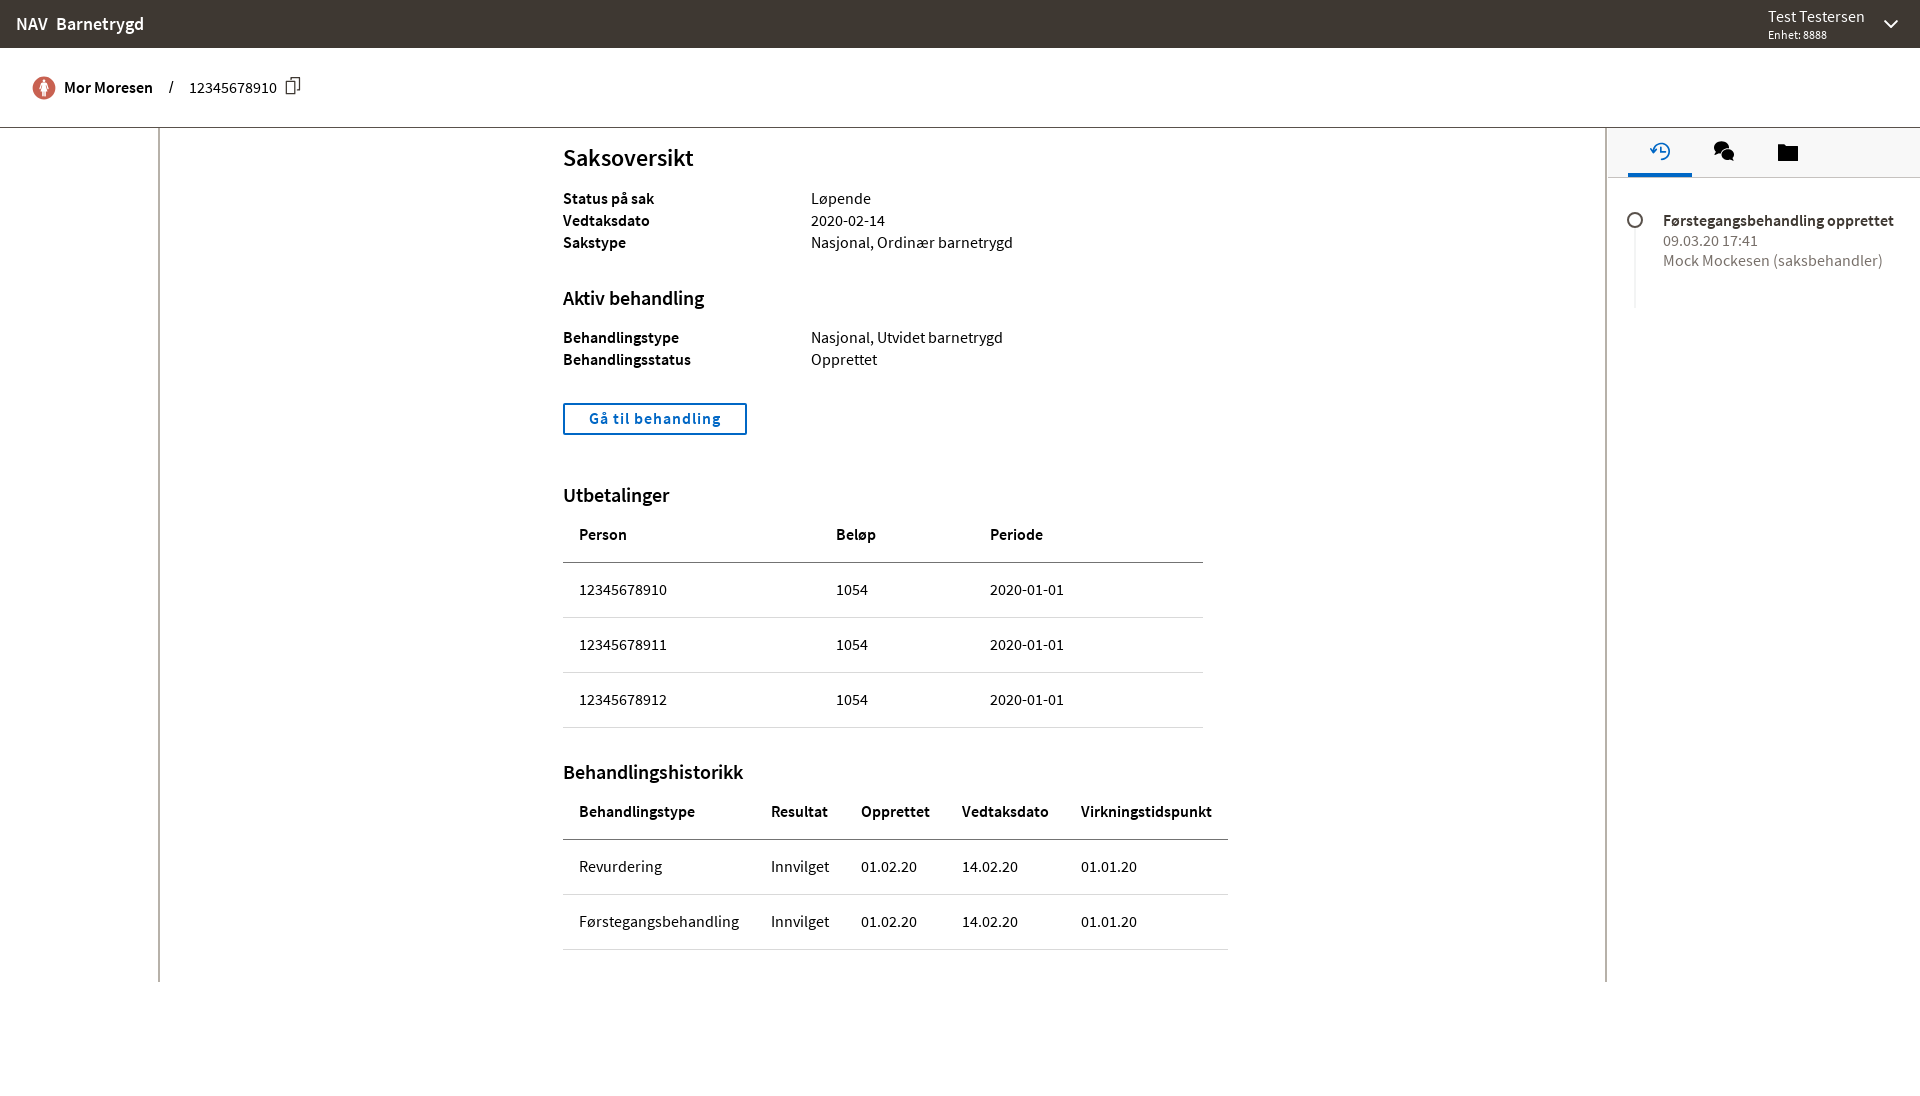 NAV Barnetrygd
Test Testersen
Enhet: 8888
Mor Moresen / 12345678910
Saksoversikt
Status på sak Løpende
Vedtaksdato 2020-02-14
Sakstype Nasjonal, Ordinær barnetrygd
Aktiv behandling
Behandlingstype Nasjonal, Utvidet barnetrygd
Behandlingsstatus Opprettet
Gå til behandling
Utbetalinger
Person Beløp Periode
12345678910 1054 2020-01-01
12345678911 1054 2020-01-01
12345678912 1054 2020-01-01
Behandlingshistorikk
Behandlingstype Resultat Opprettet Vedtaksdato Virkningstidspunkt
Revurdering Innvilget 01.02.20 14.02.20 01.01.20
Førstegangsbehandling Innvilget 01.02.20 14.02.20 01.01.20
Førstegangsbehandling opprettet
09.03.20 17:41
Mock Mockesen (saksbehandler)